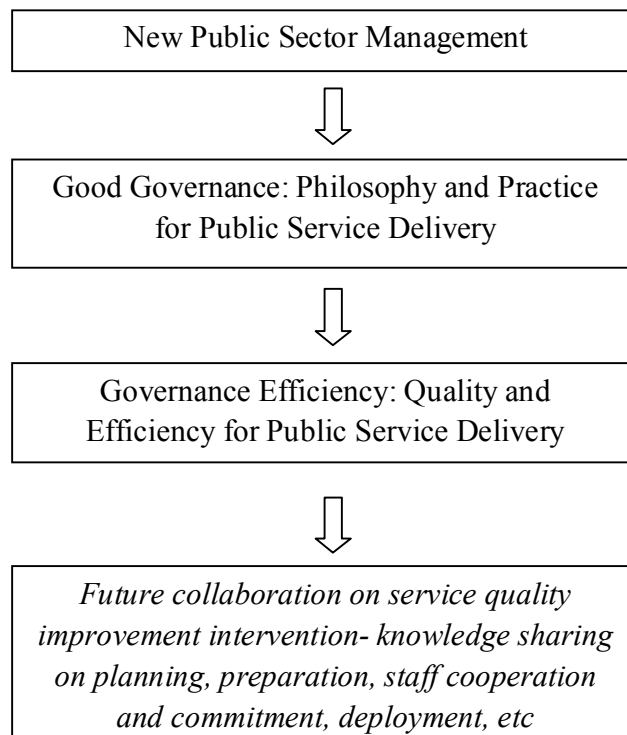 New Public Sector Management
Good Governance: Philosophy and Practice
for Public Service Delivery
Governance Efficiency: Quality and
Efficiency for Public Service Delivery
Future collaboration on service quality
improvement intervention- knowledge sharing
on planning, preparation, staff cooperation
and commitment, deployment, etc